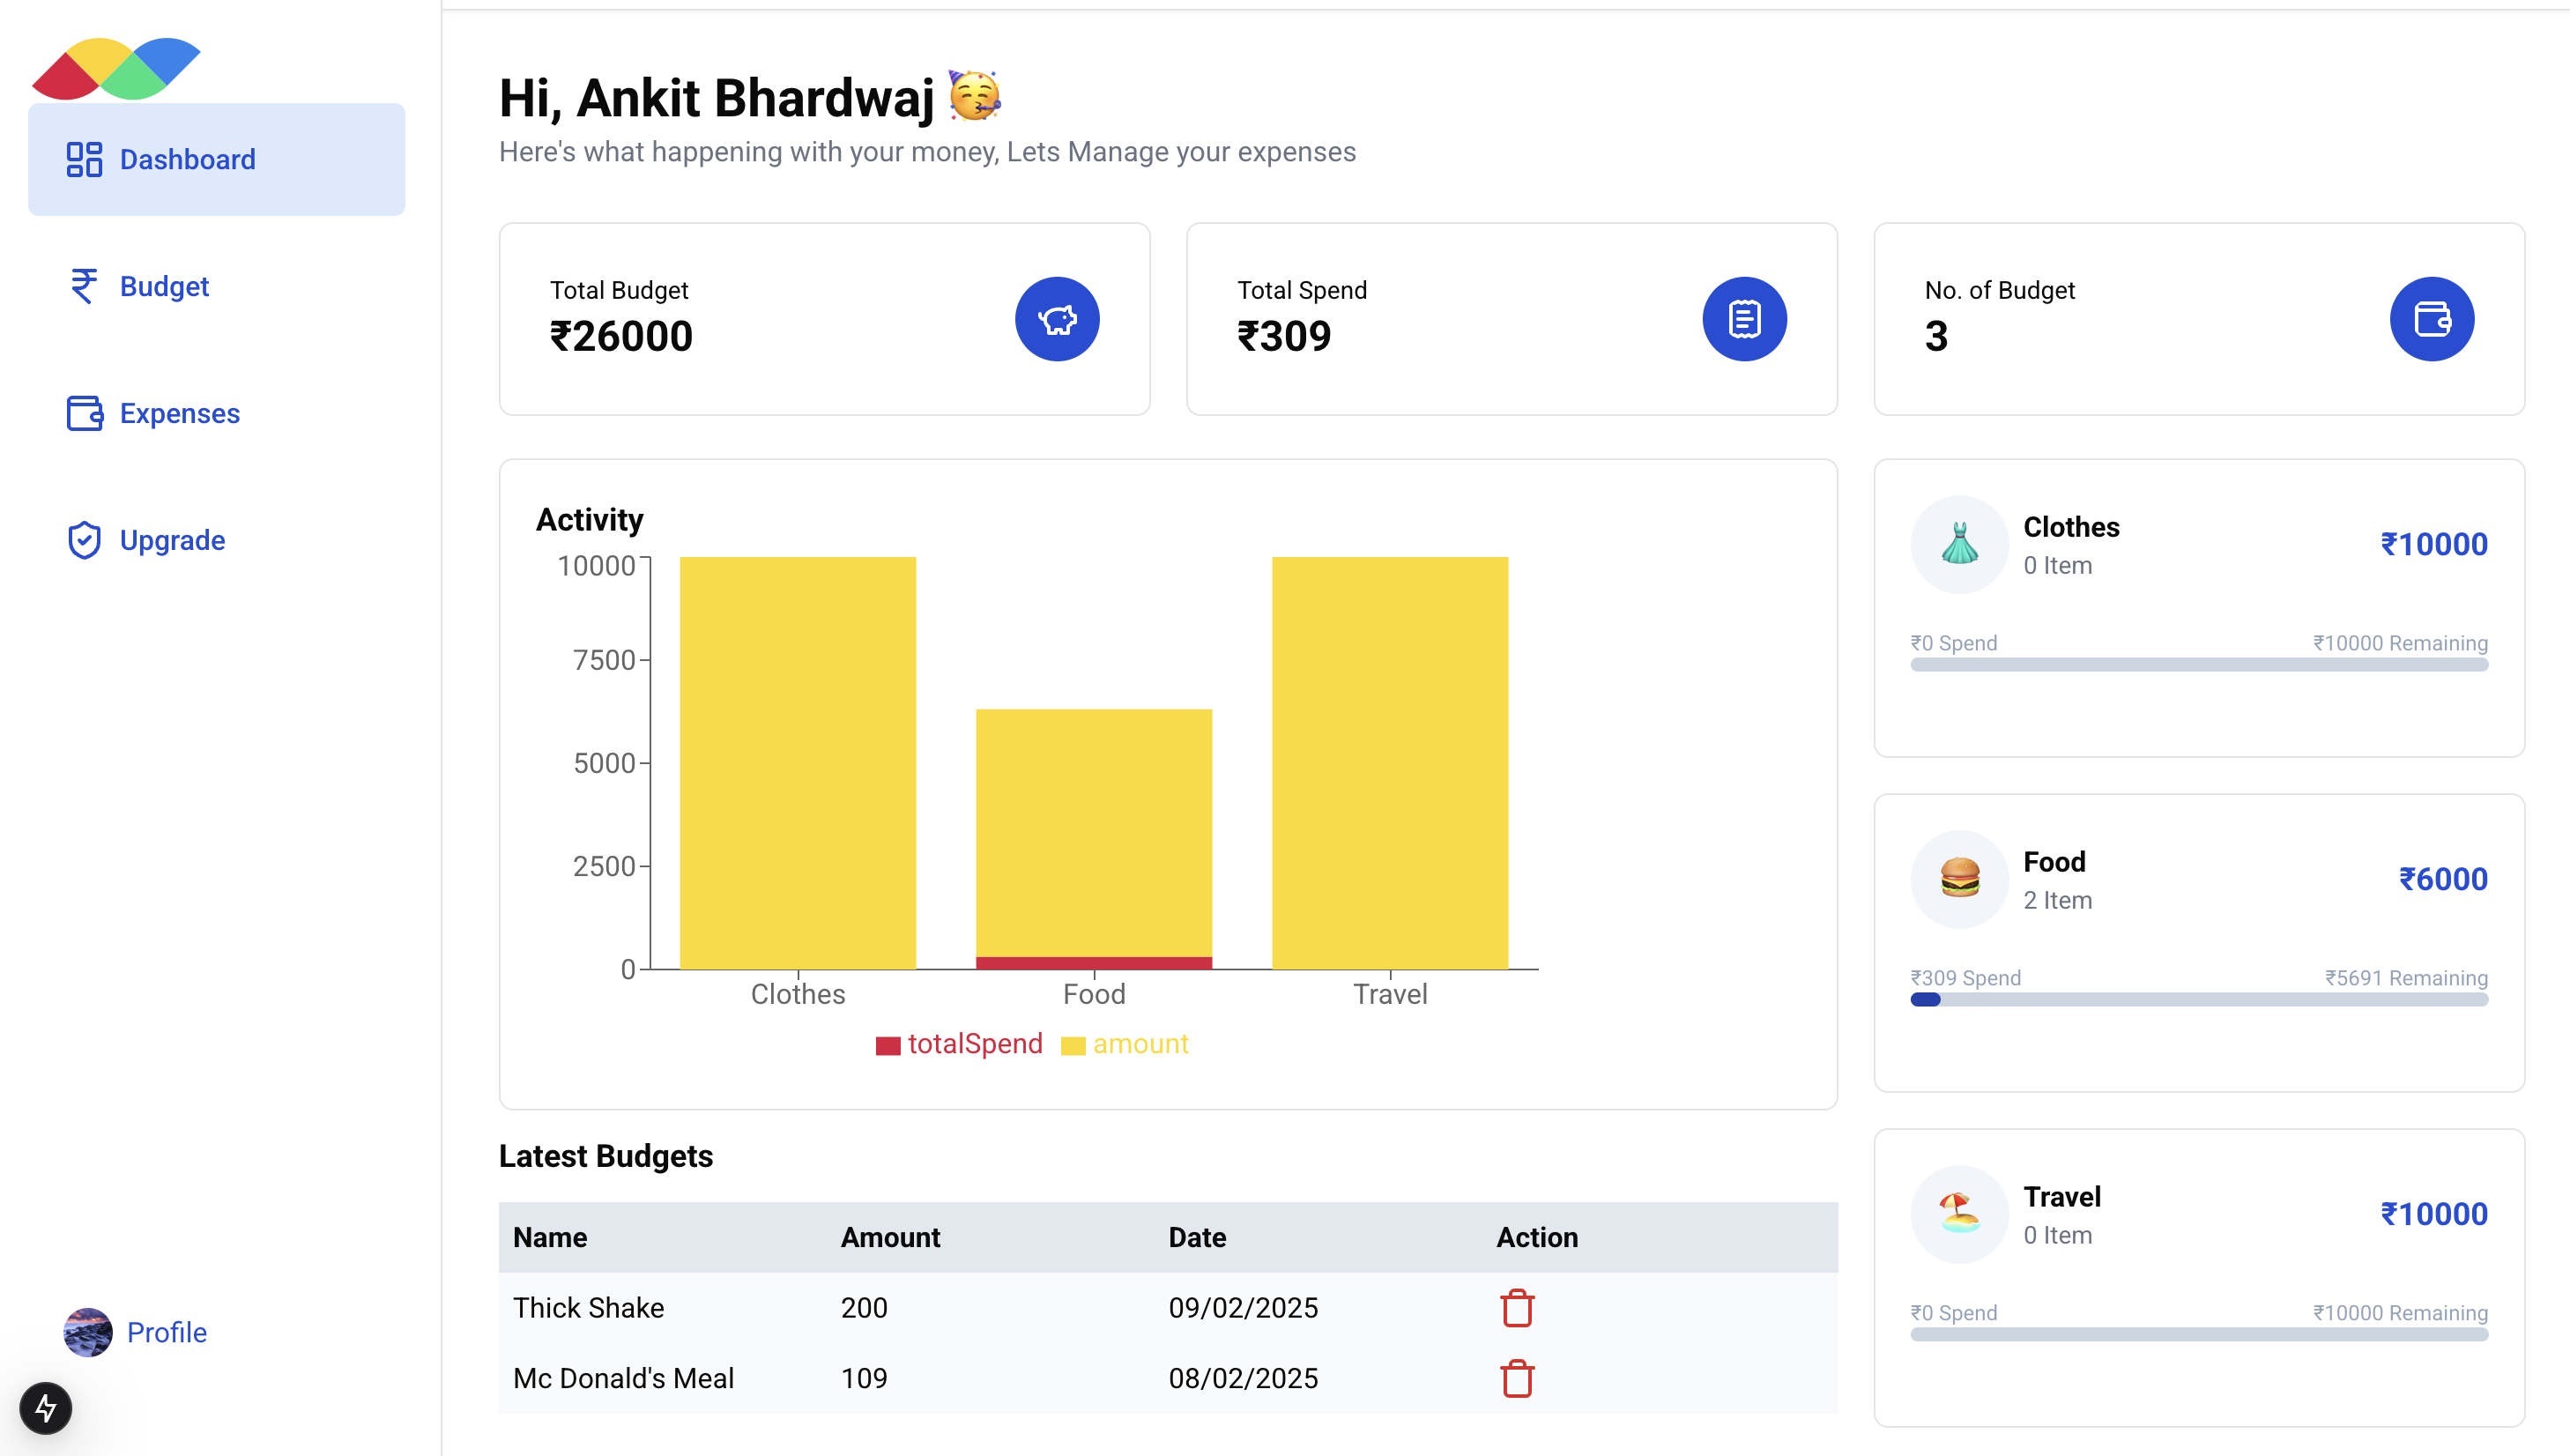 Dashboard
Budget
Expenses
Upgrade
Profile
Hi, Ankit Bhardwaj 🥳
Here's what happening with your money, Lets Manage your expenses
Total Budget
₹26000
Total Spend
₹309
No. of Budget
3
Activity
10000
7500
5000
2500
0
Clothes Food Travel
totalSpend amount
Latest Budgets
Name Amount Date Action
Thick Shake 200 09/02/2025
Mc Donald's Meal 109 08/02/2025
Clothes
0 Item
₹10000
₹0 Spend ₹10000 Remaining
Food
2 Item
₹6000
₹309 Spend ₹5691 Remaining
Travel
0 Item
₹10000
₹0 Spend ₹10000 Remaining